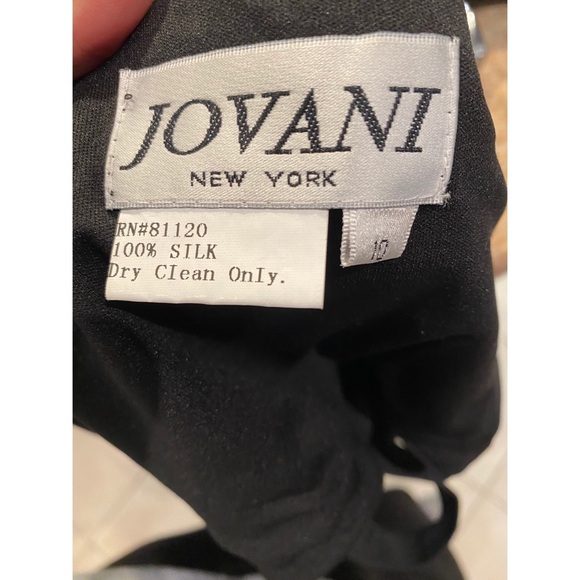 JOVANI
NEW YORK
RN#81120
100% SILK
Dry Clean Only.
10